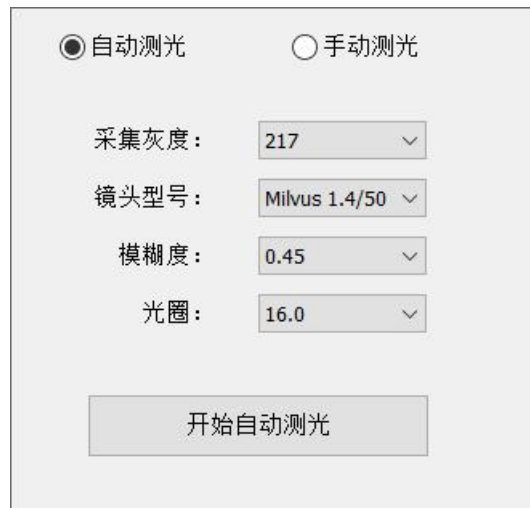 自动测光 手动测光
采集灰度： 217
镜头型号： Milvus 1.4/50
模糊度： 0.45
光圈： 16.0
开始自动测光